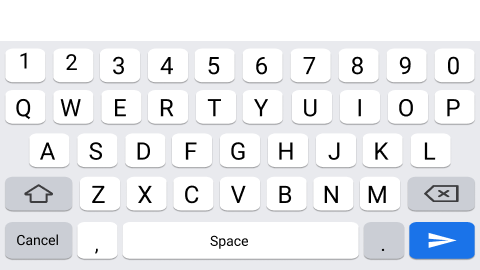 1 2 3 4 5 6 7 8 9 0
Q W E R T Y U I O P
A S D F G H J K L
Z X C V B N M
Cancel , Space .